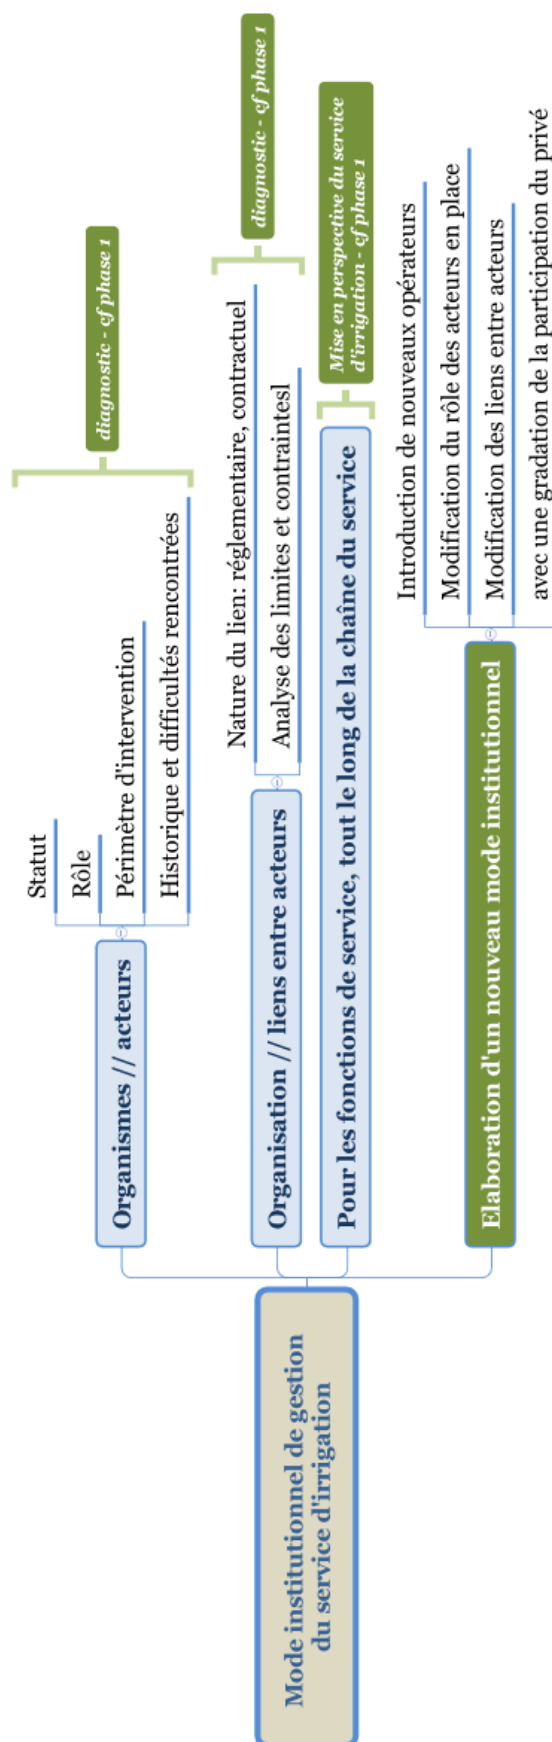 Mode institutionnel de gestion
du service d'irrigation
Organismes // acteurs
Statut
Rôle
Périmètre d'intervention
Historique et difficultés rencontrées
diagnostic - cf phase 1
Organisation // liens entre acteurs
Nature du lien: réglementaire, contractuel
Analyse des limites et contraintesl
diagnostic - cf phase 1
Pour les fonctions de service, tout le long de la chaîne du service
Mise en perspective du service
d'irrigation - cf phase 1
Elaboration d'un nouveau mode institutionnel
Introduction de nouveaux opérateurs
Modification du rôle des acteurs en place
Modification des liens entre acteurs
avec une gradation de la participation du privé